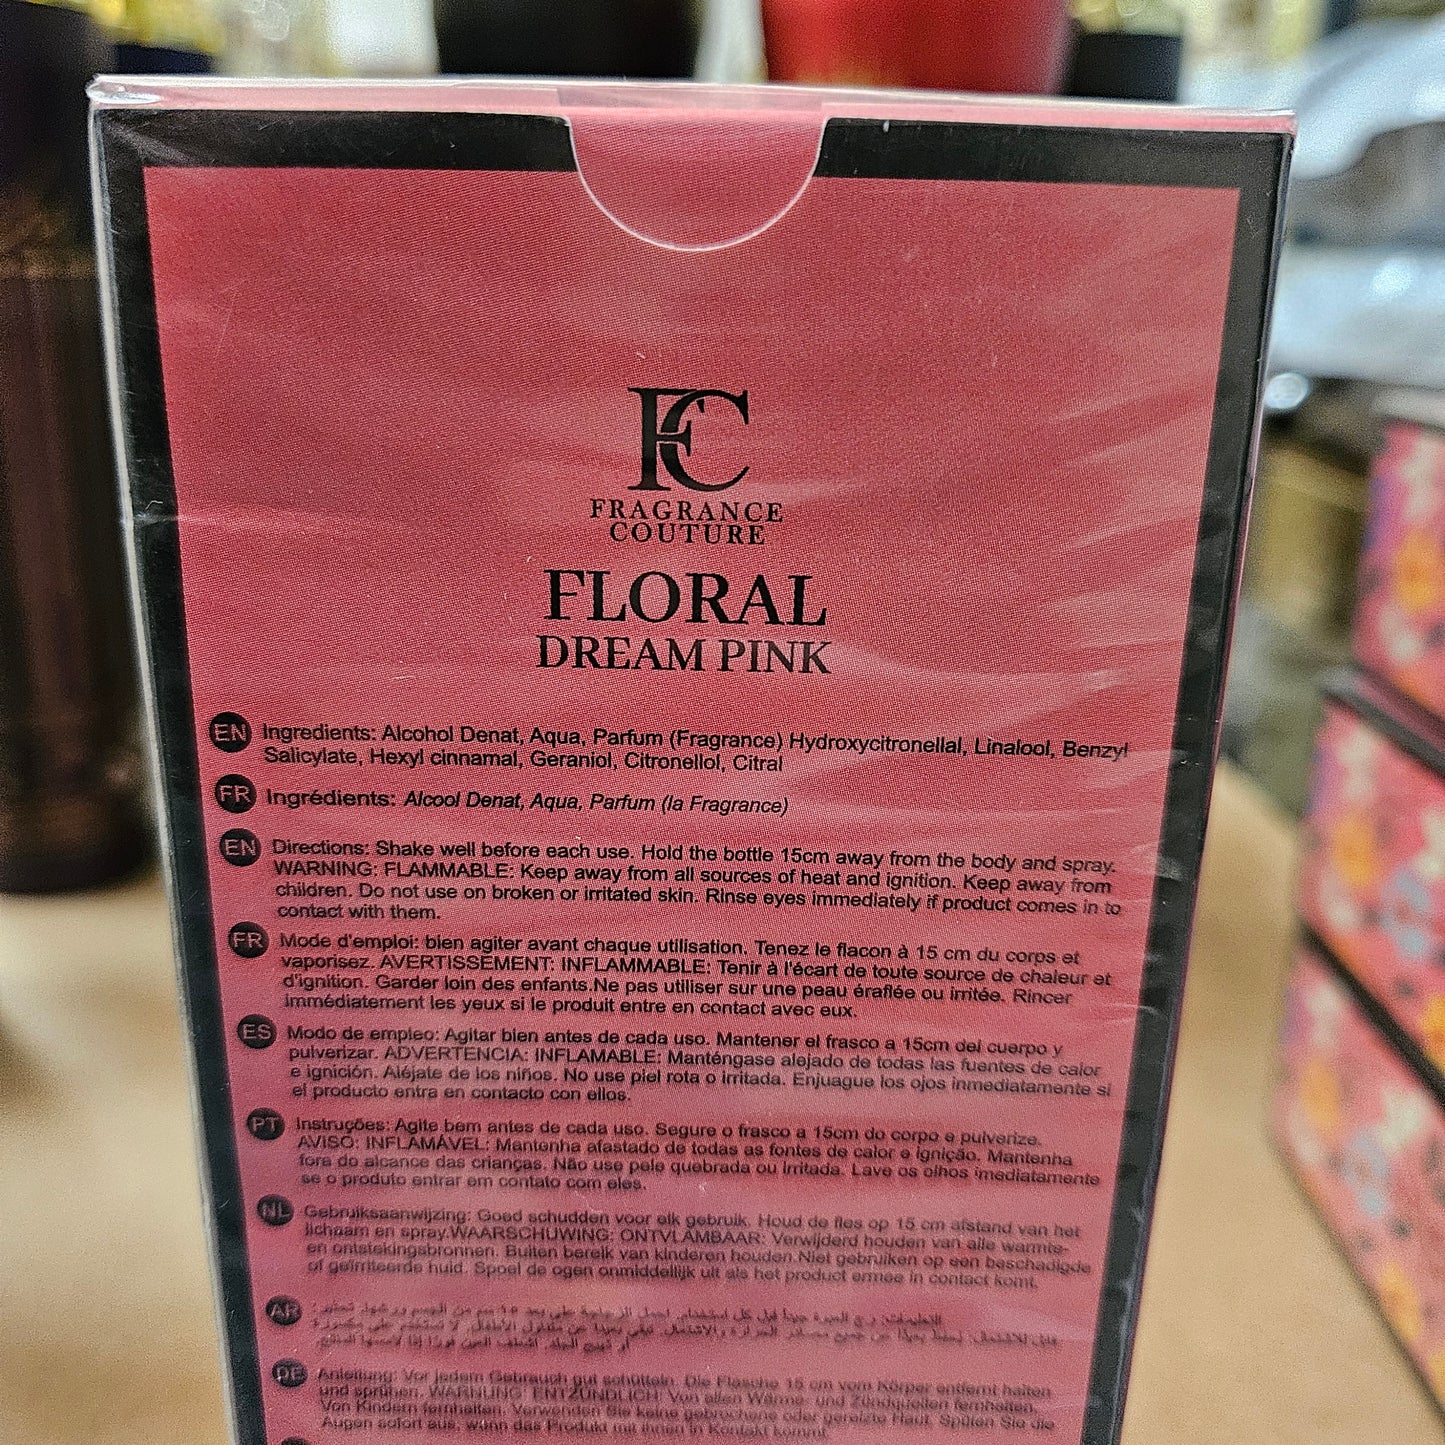 FC
FRAGRANCE
COUTURE
FLORAL
DREAM PINK
EN Ingredients: Alcohol Denat, Aqua, Parfum (Fragrance) Hydroxycitronellal, Linalool, Benzyl
Salicylate, Hexyl cinnamal, Geraniol, Citronellol, Citral
FR Ingrédients: Alcool Denat, Aqua, Parfum (la Fragrance)
EN Directions: Shake well before each use. Hold the bottle 15cm away from the body and spray.
WARNING: FLAMMABLE: Keep away from all sources of heat and ignition. Keep away from
children. Do not use on broken or irritated skin. Rinse eyes immediately if product comes in to
contact with them.
FR Mode d'emploi: bien agiter avant chaque utilisation. Tenez le flacon à 15 cm du corps et
vaporisez. AVERTISSEMENT: INFLAMMABLE: Tenir à l'écart de toute source de chaleur et
d'ignition. Garder loin des enfants.Ne pas utiliser sur une peau éraflée ou irritée. Rincer
immédiatement les yeux si le produit entre en contact avec eux.
ES Modo de empleo: Agitar bien antes de cada uso. Mantener el frasco a 15cm del cuerpo y
pulverizar. ADVERTENCIA: INFLAMABLE: Manténgase alejado de todas las fuentes de calor
e ignición. Aléjate de los niños. No use piel rota o irritada. Enjuague los ojos inmediatamente si
el producto entra en contacto con ellos.
PT Instruções: Agite bem antes de cada uso. Segure o frasco a 15cm do corpo e pulverize.
AVISO: INFLAMÁVEL: Mantenha afastado de todas as fontes de calor e ignição. Mantenha
fora do alcance das crianças. Não use pele quebrada ou irritada. Lave os olhos imediatamente
se o produto entrar em contato com eles.
NL Gebruiksaanwijzing: Goed schudden voor elk gebruik. Houd de fles op 15 cm afstand van het
lichaam en spray.WAARSCHUWING: ONTVLAMBAAR: Verwijderd houden van alle warmte-
en ontstekingsbronnen. Buiten bereik van kinderen houden.Niet gebruiken op een beschadigde
of geïrriteerde huid. Spoel de ogen onmiddellijk uit als het product ermee in contact komt.
AR
DE Anleitung: Vor jedem Gebrauch gut schütteln. Die Flasche 15 cm vom Körper entfernt halten
und sprühen. WARNUNG ENTZÜNDLICH: Von allen Wärme- und Zündquellen fernhalten.
Von Kindern fernhalten. Verwenden Sie keine gebrochene oder gereizte Haut. Spülen Sie die
Augen sofort aus, wenn das Produkt mit ihnen in Kontakt kommt.